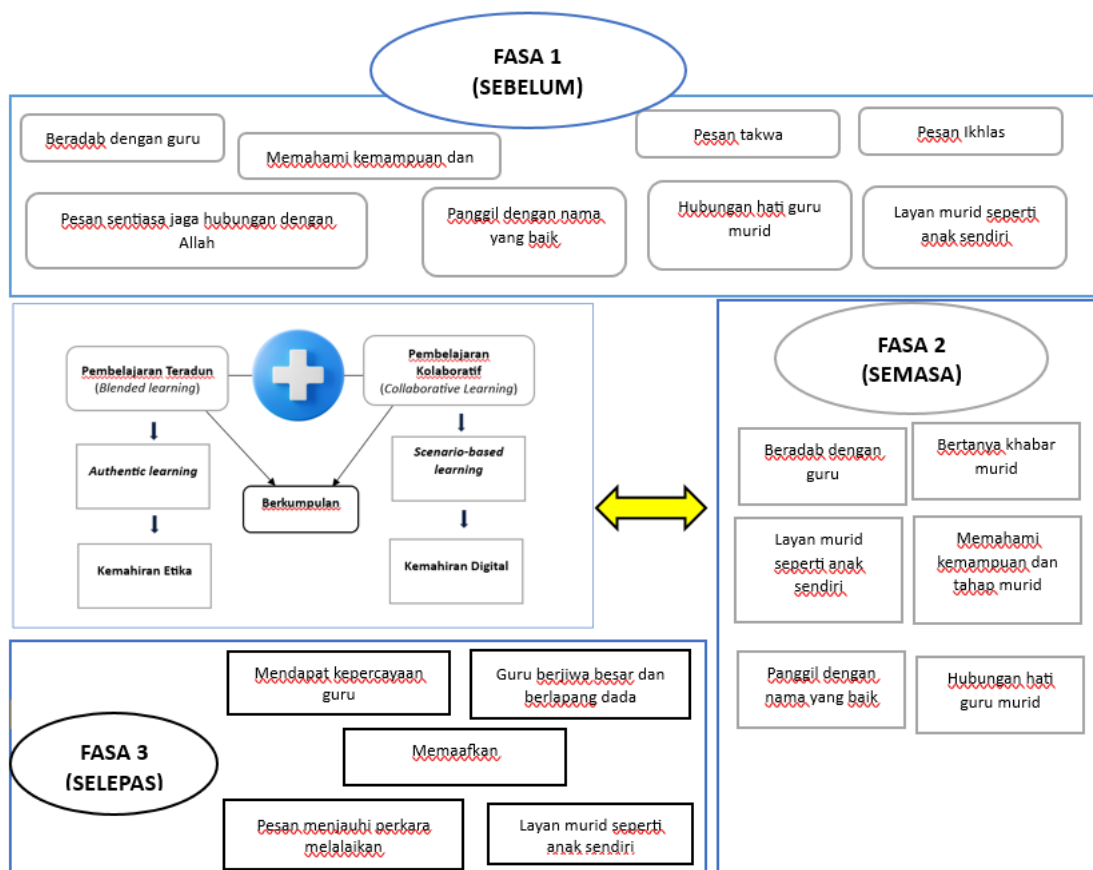 FASA 1
(SEBELUM)
Beradab dengan guru
Memahami kemampuan dan
Pesan takwa
Pesan Ikhlas
Pesan sentiasa jaga hubungan dengan
Allah
Panggil dengan nama
yang baik
Hubungan hati guru
murid
Layan murid seperti
anak sendiri
Pembelajaran Teradun
(Blended learning)
Pembelajaran
Kolaboratif
(Collaborative Learning)
Authentic learning
Scenario-based
learning
Berkumpulan
Kemahiran Etika
Kemahiran Digital
FASA 2
(SEMASA)
Beradab dengan
guru
Bertanya khabar
murid
Layan murid
seperti anak
sendiri
Memahami
kemampuan dan
tahap murid
Panggil dengan
nama yang baik
Hubungan hati
guru murid
FASA 3
(SELEPAS)
Mendapat kepercayaan
guru
Guru berjiwa besar dan
berlapang dada
Memaafkan
Pesan menjauhi perkara
melalaikan
Layan murid seperti
anak sendiri